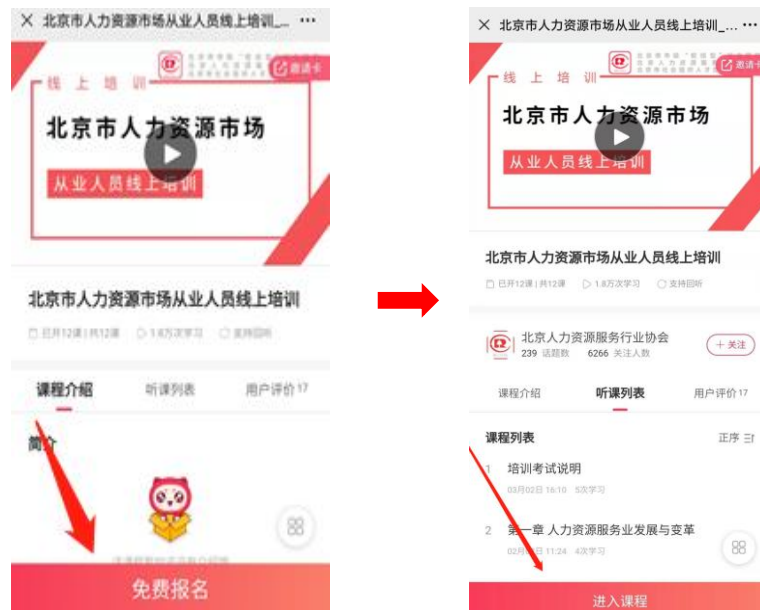 北京市人力资源市场从业人员线上培训_...
线上培训
邀请卡
北京市人力资源市场
从业人员线上培训
北京市人力资源市场从业人员线上培训
已开12课|共12课 1.8万次学习 支持回听
课程介绍 听课列表 用户评价 17
简介
免费报名
北京市人力资源市场从业人员线上培训_...
线上培训
邀请卡
北京市人力资源市场
从业人员线上培训
北京市人力资源市场从业人员线上培训
已开12课|共12课 1.8万次学习 支持回听
北京人力资源服务行业协会
239 话题数 6266 关注人数
+ 关注
课程介绍 听课列表 用户评价 17
课程列表 正序
1 培训考试说明
03月02日 16:10 5次学习
2 第一章 人力资源服务业发展与变革
02月 日 11:24 4次学习
进入课程